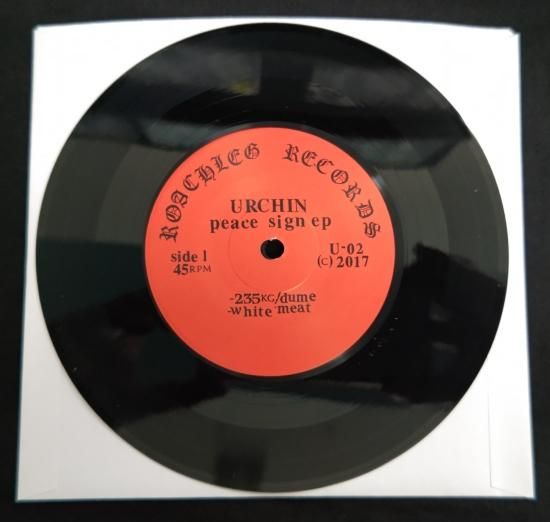 ROACHLEG RECORDS
URCHIN
peace sign ep
side 1
45RPM
U-02
(c) 2017
-235KG/dume
-white meat